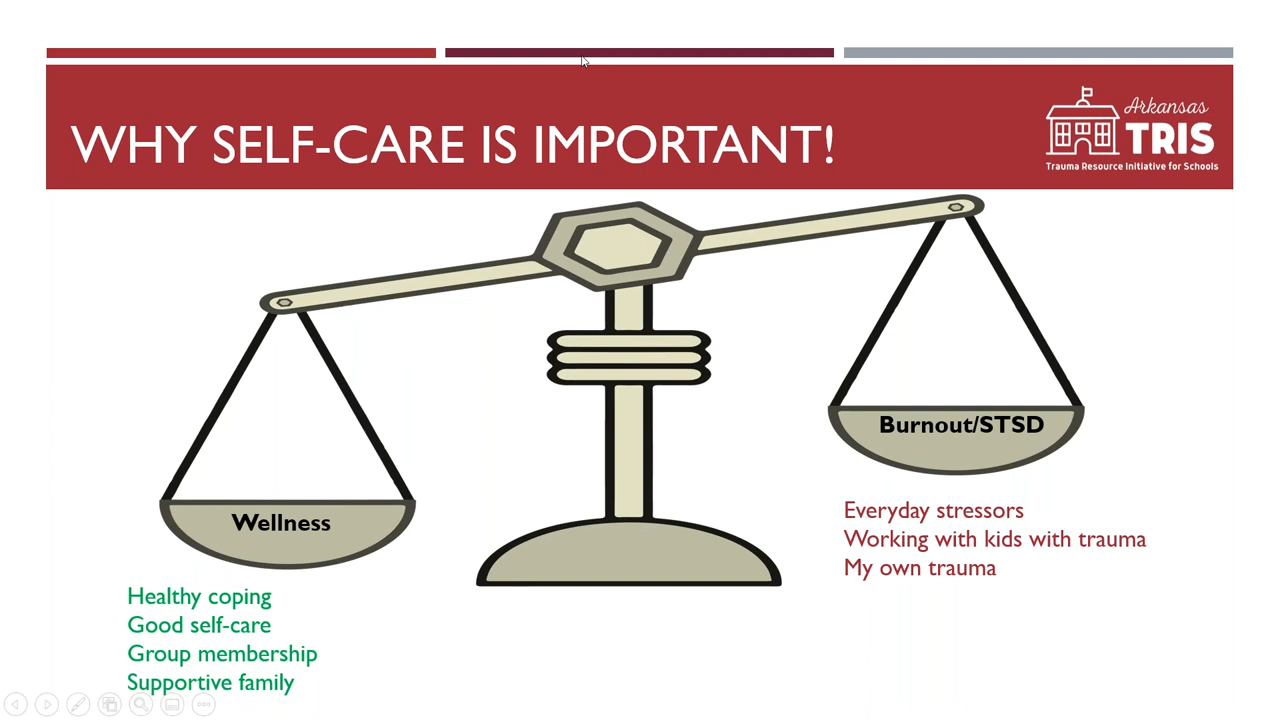 WHY SELF-CARE IS IMPORTANT!
Arkansas
TRIS
Trauma Resource Initiative for Schools
Burnout/STSD
Everyday stressors
Working with kids with trauma
My own trauma
Wellness
Healthy coping
Good self-care
Group membership
Supportive family